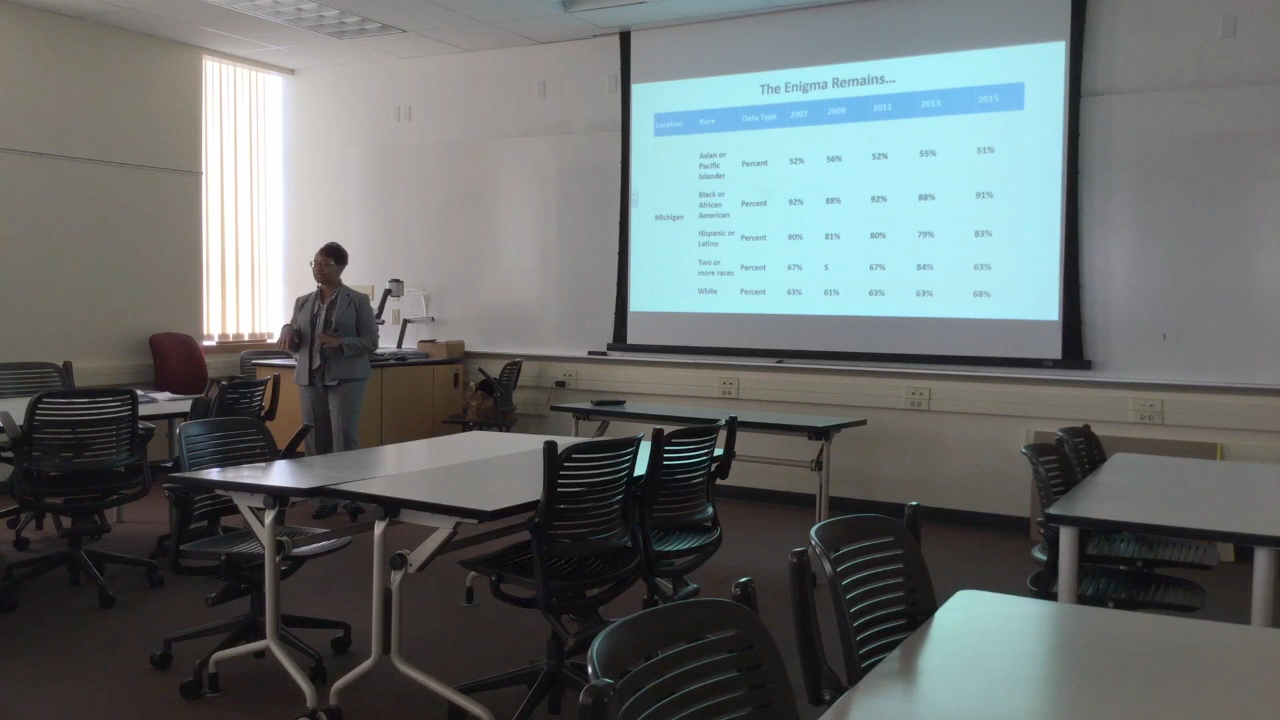 The Enigma Remains...
Location Race Data Type 2007 2009 2011 2013 2015
Asian or
Pacific
Islander
Percent 52% 56% 52% 55% 51%
Black or
African
American
Percent 92% 88% 92% 88% 91%
Michigan
Hispanic or
Latino
Percent 80% 81% 80% 79% 83%
Two or
more races
Percent 67% S 67% 84% 63%
White Percent 63% 61% 63% 63% 68%